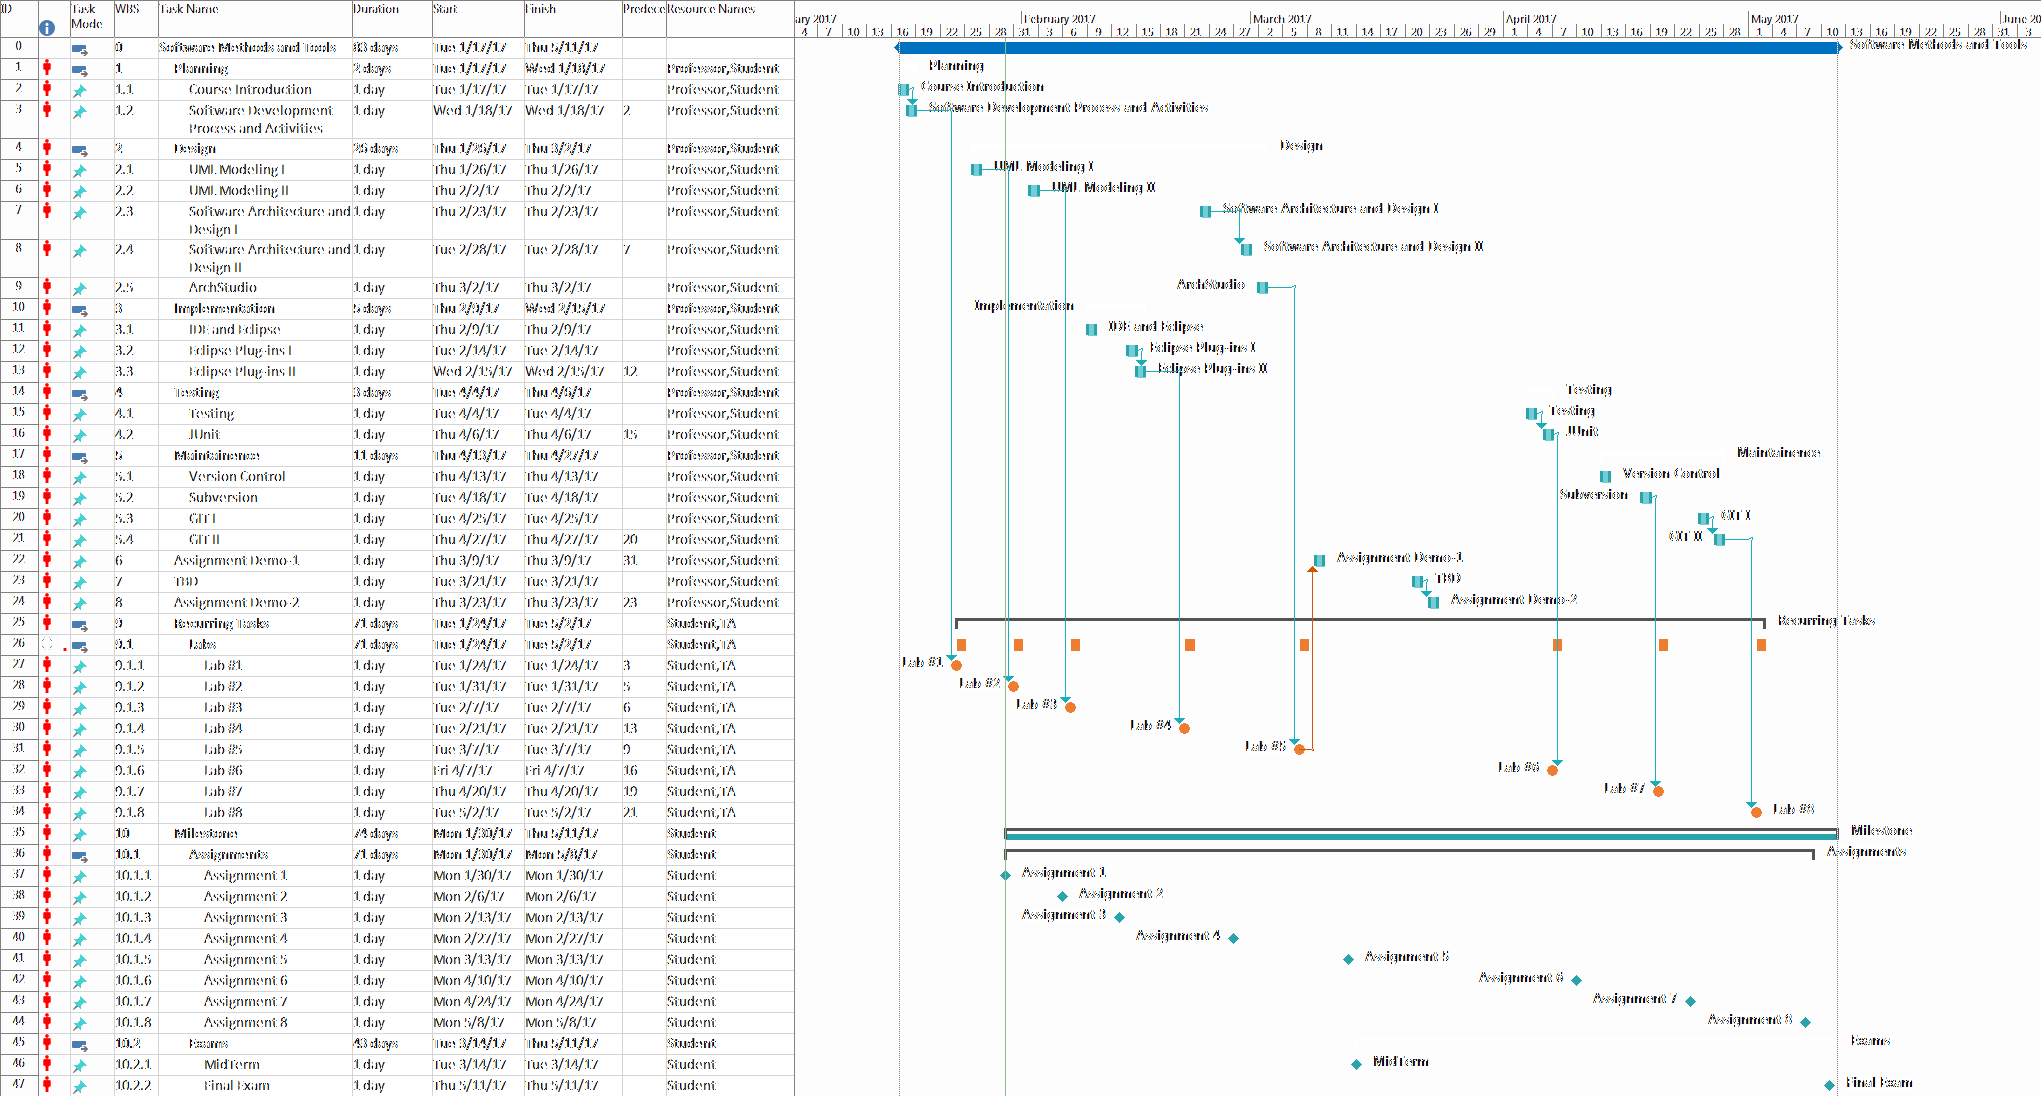 ID Task Mode WBS Task Name Duration Start Finish Predece Resource Names
ary 2017 February 2017 March 2017 April 2017 May 2017 June 20
4 7 10 13 16 19 22 25 28 31 3 6 9 12 15 18 21 24 27 2 5 8 11 14 17 20 23 26 29 1 4 7 10 13 16 19 22 25 28 1 4 7 10 13 16 19 22 25 28 31 3
0 0 Software Methods and Tools 83 days Tue 1/17/17 Thu 5/11/17 Software Methods and Tools
1 1 Planning 2 days Tue 1/17/17 Wed 1/18/17 Professor,Student Planning
2 1.1 Course Introduction 1 day Tue 1/17/17 Tue 1/17/17 Professor,Student Course Introduction
3 1.2 Software Development 1 day Wed 1/18/17 Wed 1/18/17 2 Professor,Student Software Development Process and Activities
Process and Activities
4 2 Design Thu 1/26/17 Thu 3/2/17 Professor,Student Design
5 2.1 UML Modeling I 1 day Thu 1/26/17 Thu 1/26/17 Professor,Student UML Modeling I
6 2.2 UML Modeling II 1 day Thu 2/2/17 Thu 2/2/17 Professor,Student UML Modeling II
7 2.3 Software Architecture and 1 day Thu 2/23/17 Thu 2/23/17 Professor,Student Software Architecture and Design I
Design I
8 2.4 Software Architecture and 1 day Tue 2/28/17 Tue 2/28/17 7 Professor,Student Software Architecture and Design II
Design II
9 2.5 ArchStudio 1 day Thu 3/2/17 Thu 3/2/17 Professor,Student ArchStudio
10 3 Implementation 5 days Thu 2/9/17 Wed 2/15/17 Professor,Student Implementation
11 3.1 IDE and Eclipse 1 day Thu 2/9/17 Thu 2/9/17 Professor,Student IDE and Eclipse
12 3.2 Eclipse Plug-ins I 1 day Tue 2/14/17 Tue 2/14/17 Professor,Student Eclipse Plug-ins I
13 3.3 Eclipse Plug-ins II 1 day Wed 2/15/17 Wed 2/15/17 12 Professor,Student Eclipse Plug-ins II
14 4 Testing 3 days Tue 4/4/17 Thu 4/6/17 Professor,Student Testing
15 4.1 Testing 1 day Tue 4/4/17 Tue 4/4/17 Professor,Student Testing
16 4.2 JUnit 1 day Thu 4/6/17 Thu 4/6/17 15 Professor,Student JUnit
17 5 Maintainence 11 days Thu 4/13/17 Thu 4/27/17 Professor,Student Maintainence
18 5.1 Version Control 1 day Thu 4/13/17 Thu 4/13/17 Professor,Student Version Control
19 5.2 Subversion 1 day Tue 4/18/17 Tue 4/18/17 Professor,Student Subversion
20 5.3 GIT I 1 day Tue 4/25/17 Tue 4/25/17 Professor,Student GIT I
21 5.4 GIT II 1 day Thu 4/27/17 Thu 4/27/17 20 Professor,Student GIT II
22 6 Assignment Demo-1 1 day Thu 3/9/17 Thu 3/9/17 31 Professor,Student Assignment Demo-1
23 7 TBD 1 day Tue 3/21/17 Tue 3/21/17 Professor,Student TBD
24 8 Assignment Demo-2 1 day Thu 3/23/17 Thu 3/23/17 23 Professor,Student Assignment Demo-2
25 9 Recurring Tasks 71 days Tue 1/24/17 Tue 5/2/17 Student,TA Recurring Tasks
26 9.1 Labs 71 days Tue 1/24/17 Tue 5/2/17 Student,TA
27 9.1.1 Lab #1 1 day Tue 1/24/17 Tue 1/24/17 3 Student,TA Lab #1
28 9.1.2 Lab #2 1 day Tue 1/31/17 Tue 1/31/17 5 Student,TA Lab #2
29 9.1.3 Lab #3 1 day Tue 2/7/17 Tue 2/7/17 6 Student,TA Lab #3
30 9.1.4 Lab #4 1 day Tue 2/21/17 Tue 2/21/17 13 Student,TA Lab #4
31 9.1.5 Lab #5 1 day Tue 3/7/17 Tue 3/7/17 9 Student,TA Lab #5
32 9.1.6 Lab #6 1 day Fri 4/7/17 Fri 4/7/17 16 Student,TA Lab #6
33 9.1.7 Lab #7 1 day Thu 4/20/17 Thu 4/20/17 19 Student,TA Lab #7
34 9.1.8 Lab #8 1 day Tue 5/2/17 Tue 5/2/17 21 Student,TA Lab #8
35 10 Milestone 74 days Mon 1/30/17 Thu 5/11/17 Student Milestone
36 10.1 Assignments 71 days Mon 1/30/17 Mon 5/8/17 Student Assignments
37 10.1.1 Assignment 1 1 day Mon 1/30/17 Mon 1/30/17 Student Assignment 1
38 10.1.2 Assignment 2 1 day Mon 2/6/17 Mon 2/6/17 Student Assignment 2
39 10.1.3 Assignment 3 1 day Mon 2/13/17 Mon 2/13/17 Student Assignment 3
40 10.1.4 Assignment 4 1 day Mon 2/27/17 Mon 2/27/17 Student Assignment 4
41 10.1.5 Assignment 5 1 day Mon 3/13/17 Mon 3/13/17 Student Assignment 5
42 10.1.6 Assignment 6 1 day Mon 4/10/17 Mon 4/10/17 Student Assignment 6
43 10.1.7 Assignment 7 1 day Mon 4/24/17 Mon 4/24/17 Student Assignment 7
44 10.1.8 Assignment 8 1 day Mon 5/8/17 Mon 5/8/17 Student Assignment 8
45 10.2 Exams 43 days Tue 3/14/17 Thu 5/11/17 Student Exams
46 10.2.1 MidTerm 1 day Tue 3/14/17 Tue 3/14/17 Student MidTerm
47 10.2.2 Final Exam 1 day Thu 5/11/17 Thu 5/11/17 Student Final Exam